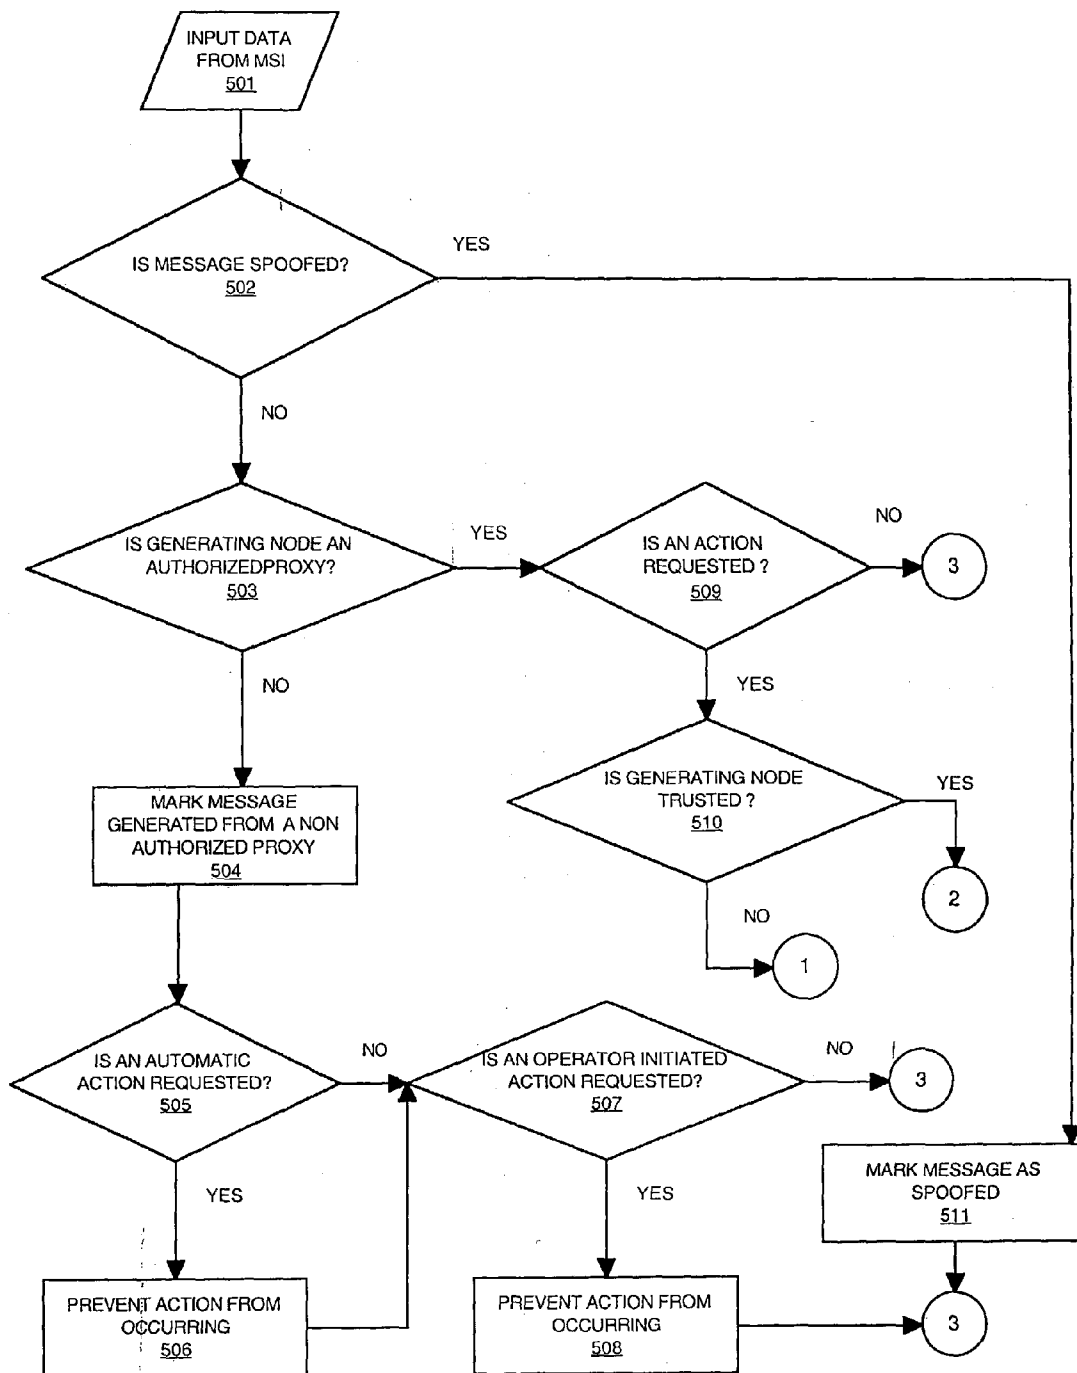 INPUT DATA
FROM MSI
501
IS MESSAGE SPOOFED?
502
YES
NO
IS GENERATING NODE AN
AUTHORIZEDPROXY?
503
YES
IS AN ACTION
REQUESTED ?
509
NO
3
NO
YES
MARK MESSAGE
GENERATED FROM A NON
AUTHORIZED PROXY
504
IS GENERATING NODE
TRUSTED ?
510
YES
2
NO
1
IS AN AUTOMATIC
ACTION REQUESTED?
505
NO
IS AN OPERATOR INITIATED
ACTION REQUESTED?
507
NO
3
YES
YES
MARK MESSAGE AS
SPOOFED
511
PREVENT ACTION FROM
OCCURRING
506
PREVENT ACTION FROM
OCCURRING
508
3